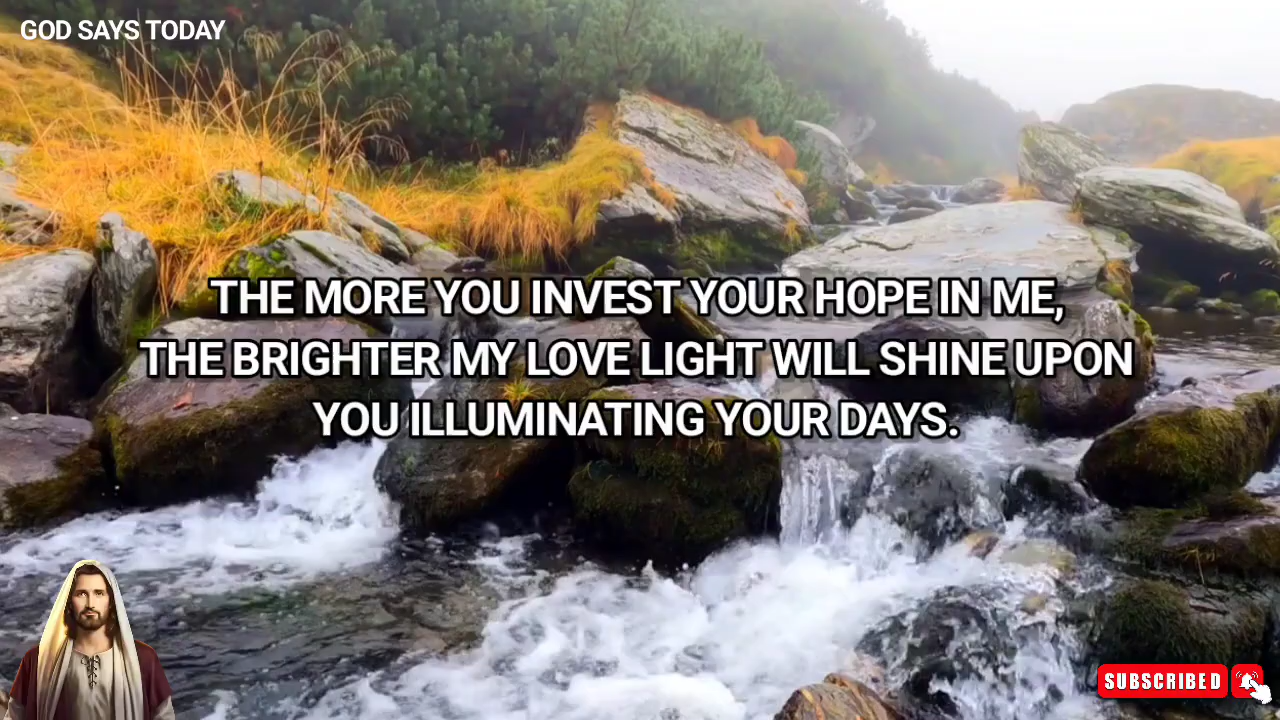 GOD SAYS TODAY
THE MORE YOU INVEST YOUR HOPE IN ME,
THE BRIGHTER MY LOVE LIGHT WILL SHINE UPON
YOU ILLUMINATING YOUR DAYS.
SUBSCRIBED